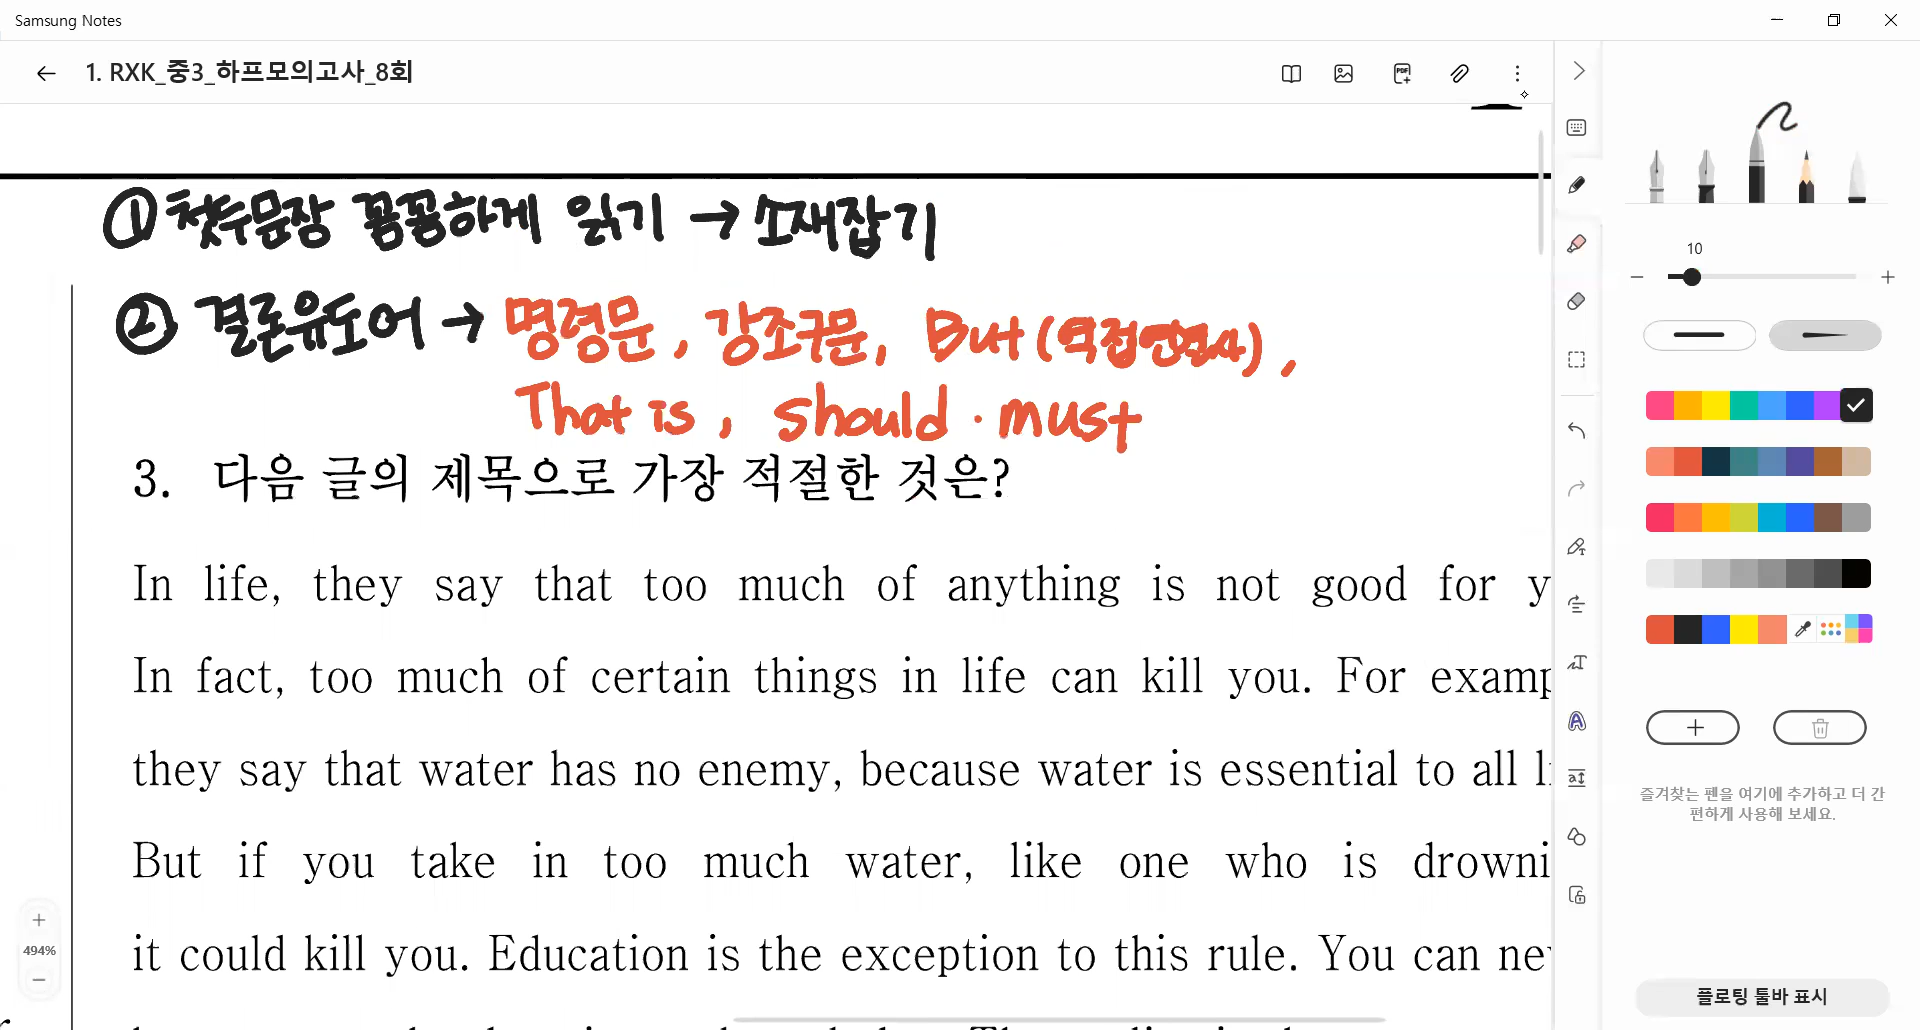 Samsung Notes
1. RXK_중3_하프모의고사_8회
① 첫두문장 꼼꼼하게 읽기 → 소재잡기
② 결론유도어 → 명령문, 강조구문, But (역접연결사),
That is, should · must
3. 다음 글의 제목으로 가장 적절한 것은?
In life, they say that too much of anything is not good for y
In fact, too much of certain things in life can kill you. For examp
they say that water has no enemy, because water is essential to all li
But if you take in too much water, like one who is drowni
it could kill you. Education is the exception to this rule. You can ne
10
즐겨찾는 펜을 여기에 추가하고 더 간
편하게 사용해 보세요.
494%
플로팅 툴바 표시